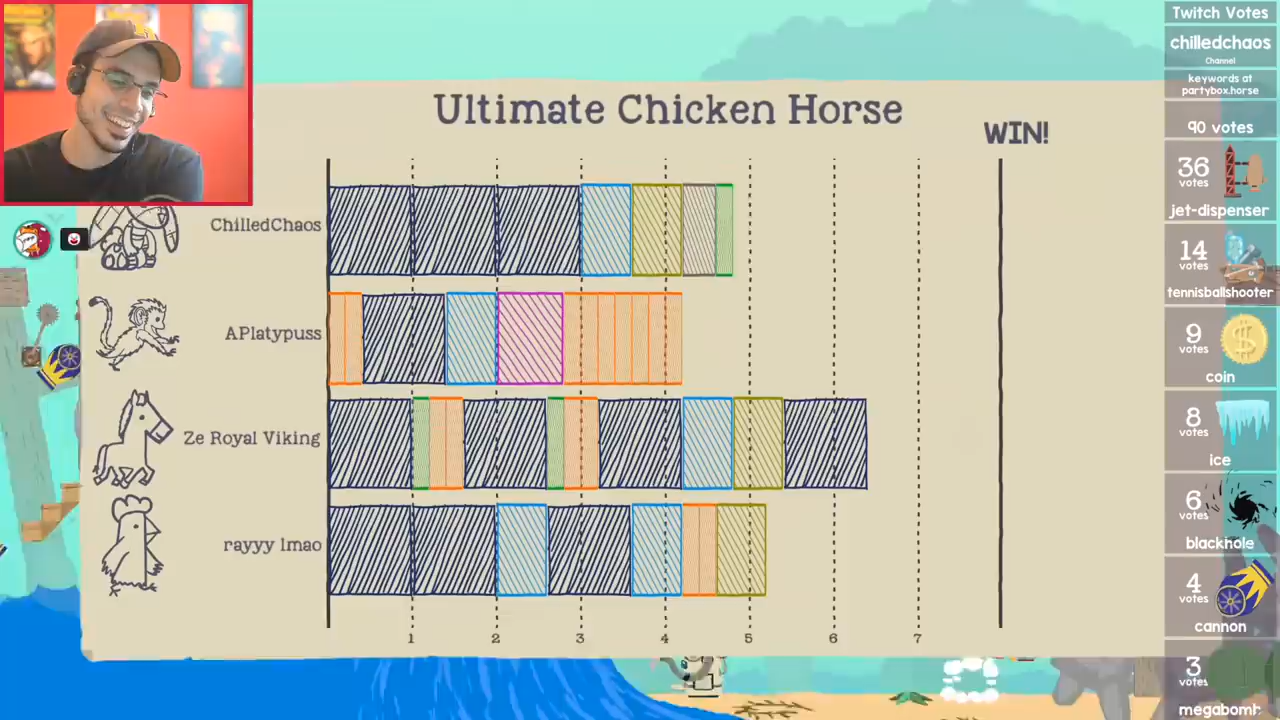 Ultimate Chicken Horse
WIN!
ChilledChaos
APlatypuss
Ze Royal Viking
rayyy lmao
1 2 3 4 5 6 7
Twitch Votes
chilledchaos
Channel
keywords at
partybox.horse
90 votes
36
votes
jet-dispenser
14
votes
tennisballshooter
9
votes
coin
8
votes
ice
6
votes
blackhole
4
votes
cannon
3
votes
megabomb